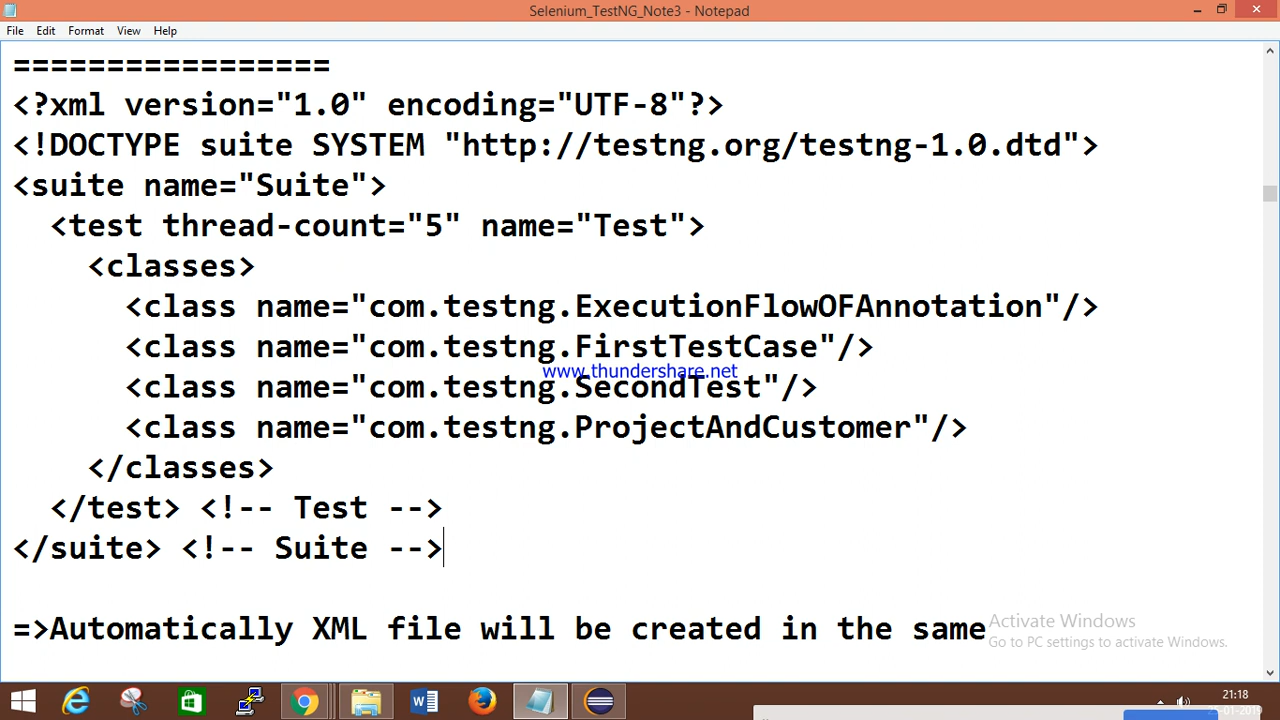 Selenium_TestNG_Note3 - Notepad
File Edit Format View Help
=================
<?xml version="1.0" encoding="UTF-8"?>
<!DOCTYPE suite SYSTEM "http://testng.org/testng-1.0.dtd">
<suite name="Suite">
  <test thread-count="5" name="Test">
    <classes>
      <class name="com.testng.ExecutionFlowOFAnnotation"/>
      <class name="com.testng.FirstTestCase"/>
www.thundershare.net
      <class name="com.testng.SecondTest"/>
      <class name="com.testng.ProjectAndCustomer"/>
    </classes>
  </test> <!-- Test -->
</suite> <!-- Suite -->
=>Automatically XML file will be created in the same
Activate Windows
Go to PC settings to activate Windows.
21:18